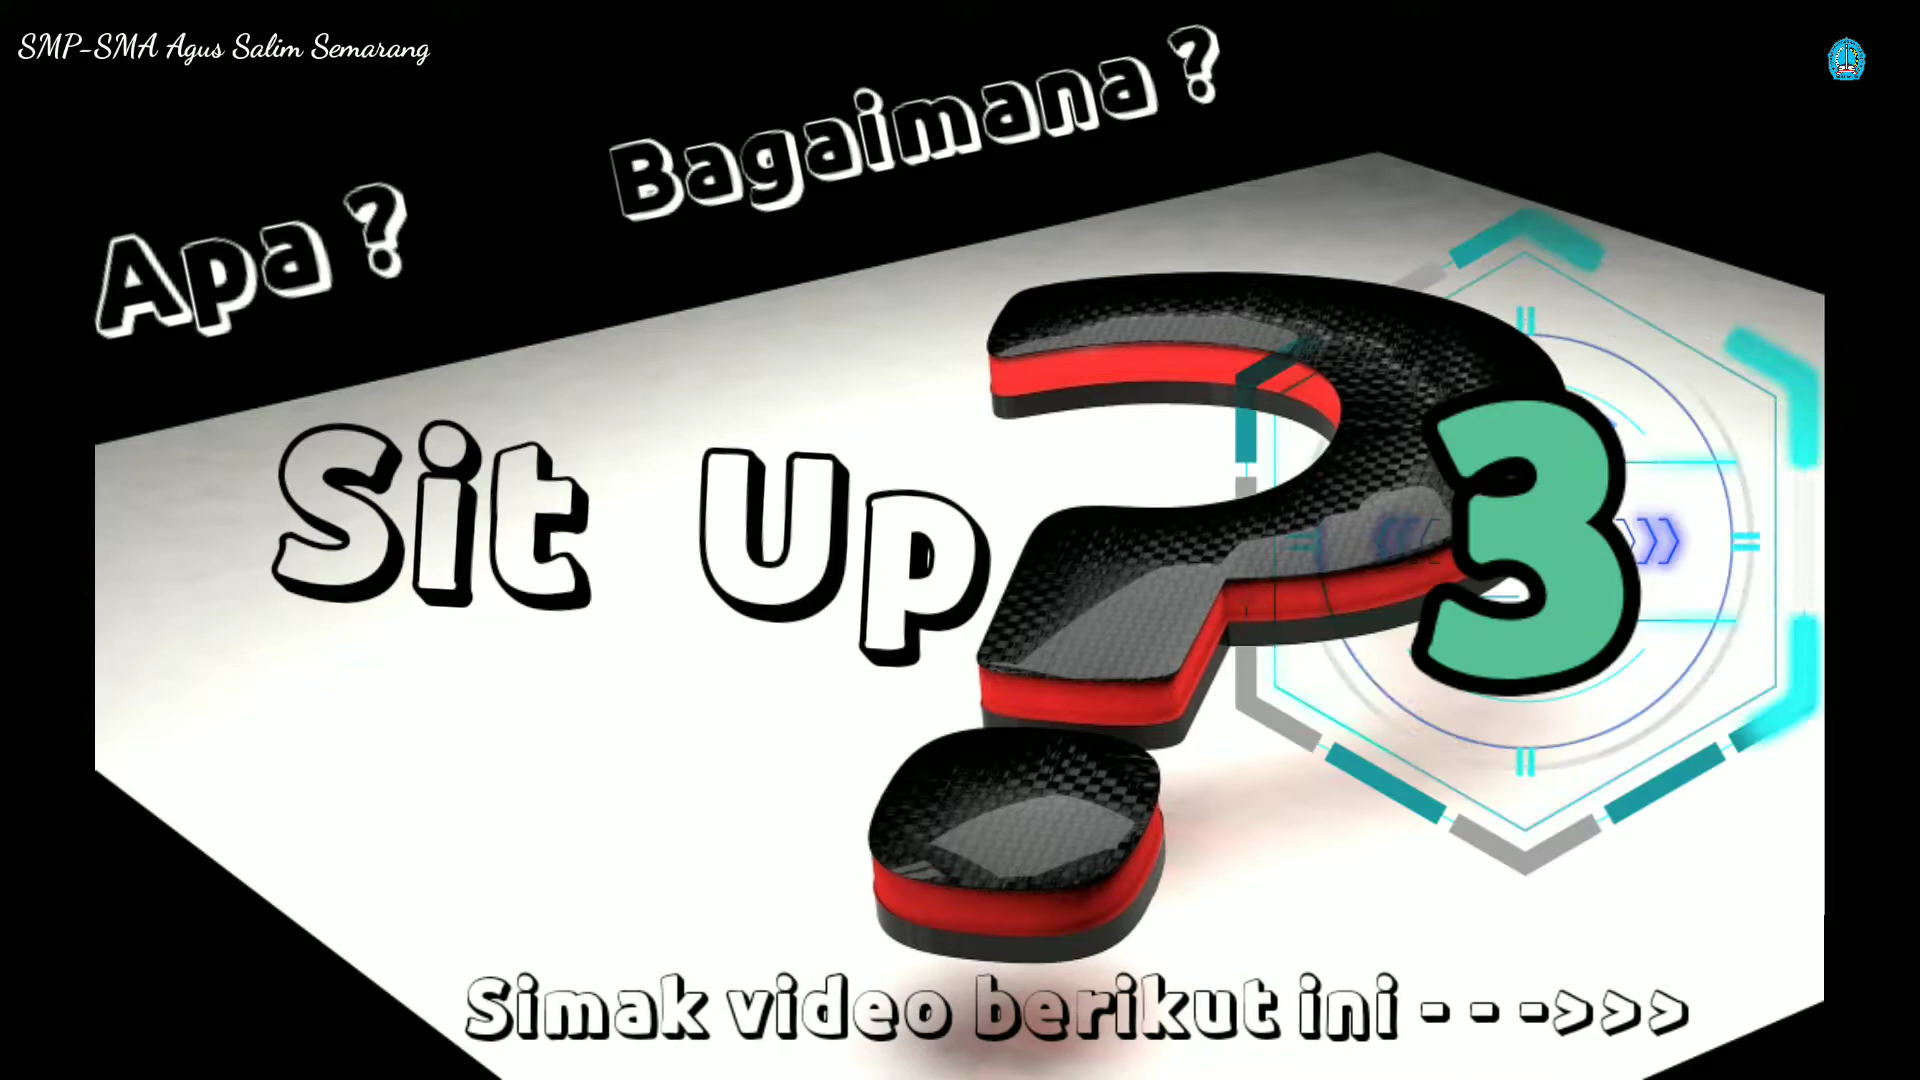 SMP-SMA Agus Salim Semarang
Apa ? Bagaimana ?
Sit Up
3
Simak video berikut ini - - ->>>